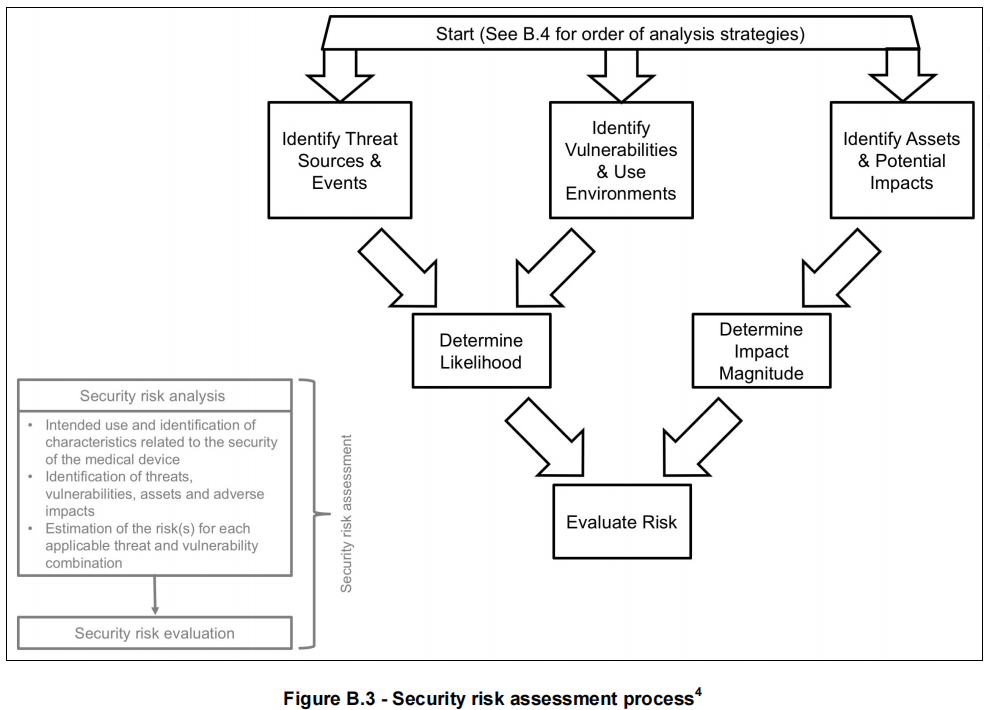 Start (See B.4 for order of analysis strategies)
Identify Threat
Sources &
Events
Identify
Vulnerabilities
& Use
Environments
Identify Assets
& Potential
Impacts
Determine
Likelihood
Determine
Impact
Magnitude
Evaluate Risk
Security risk analysis
• Intended use and identification of
characteristics related to the security
of the medical device
• Identification of threats,
vulnerabilities, assets and adverse
impacts
• Estimation of the risk(s) for each
applicable threat and vulnerability
combination
Security risk evaluation
Security risk assessment
Figure B.3 - Security risk assessment process⁴